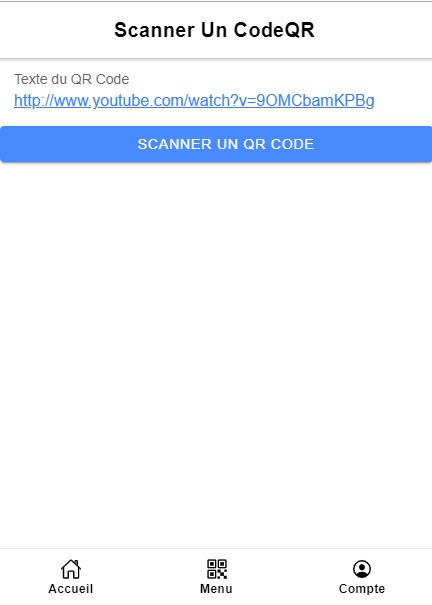 Scanner Un CodeQR
Texte du QR Code
http://www.youtube.com/watch?v=9OMCbamKPBg
SCANNER UN QR CODE
Accueil Menu Compte